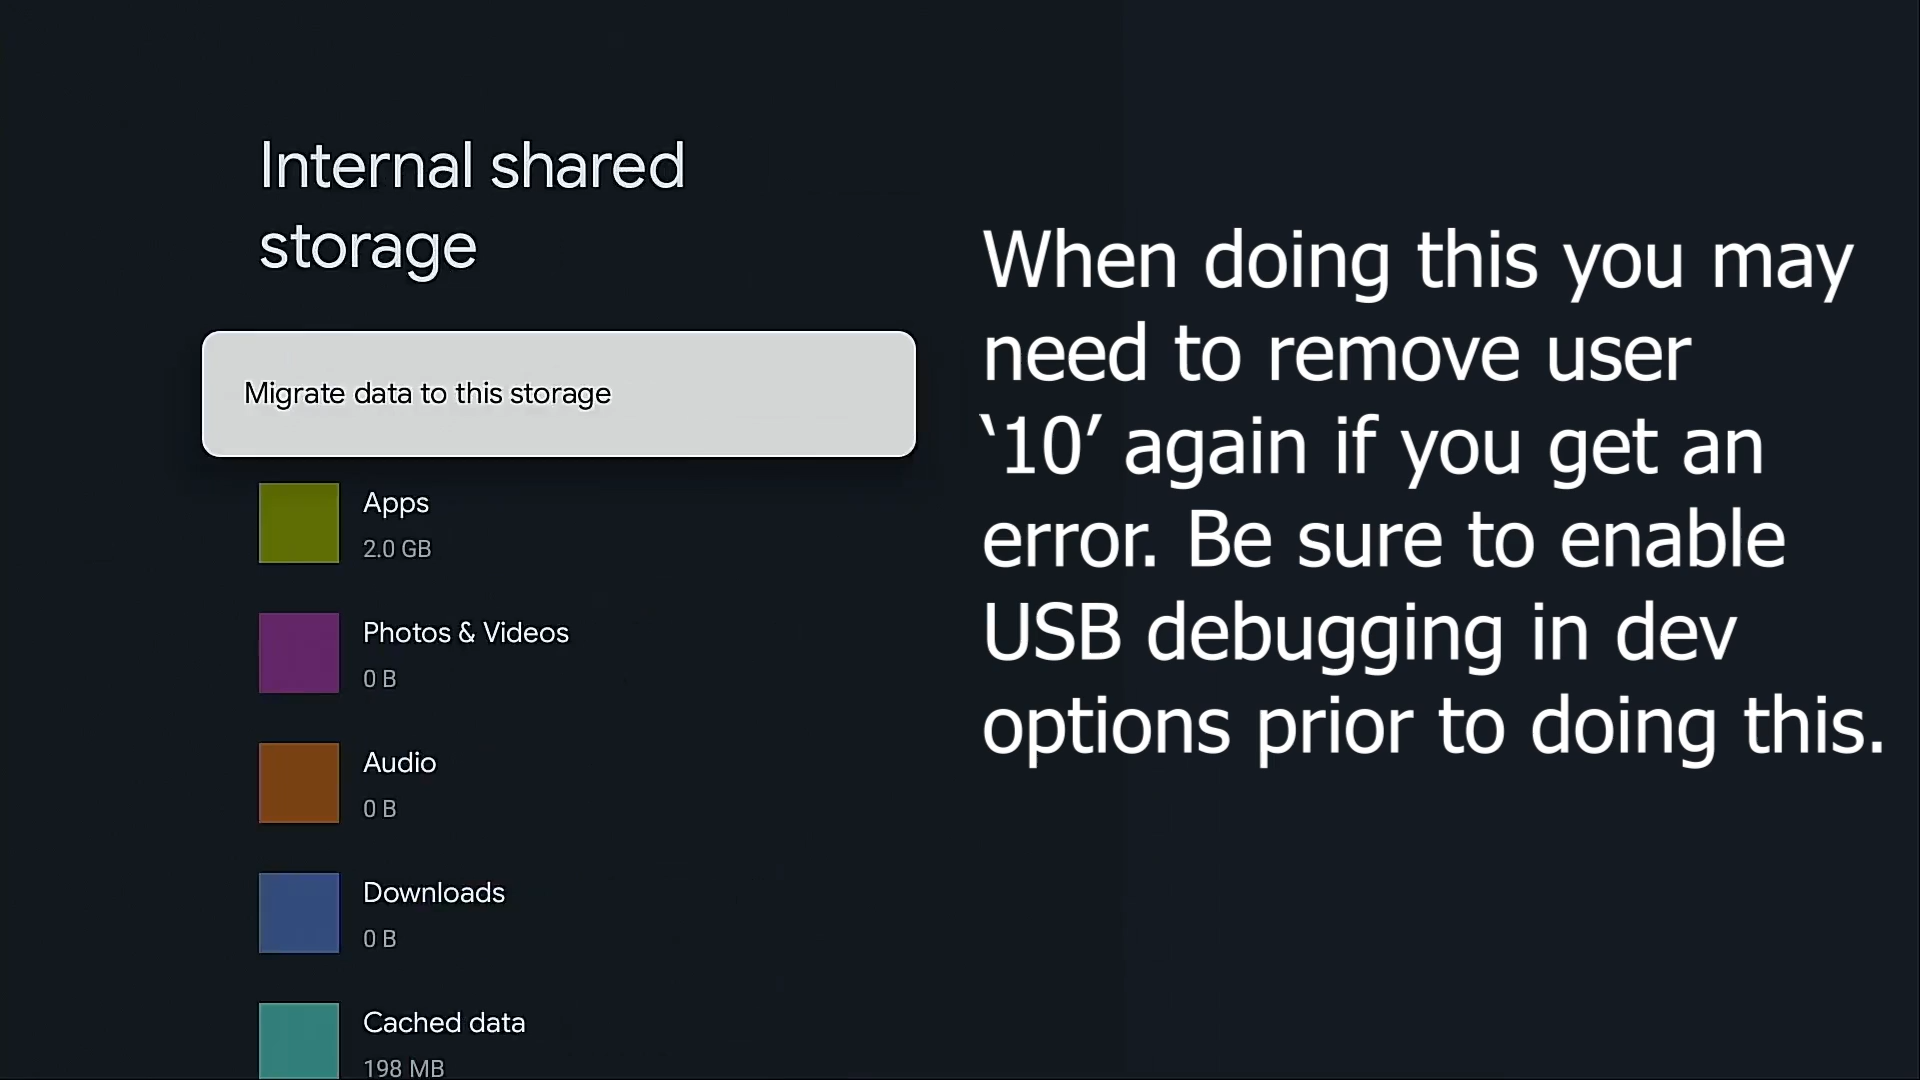 Internal shared
storage
Migrate data to this storage
Apps
2.0 GB
Photos & Videos
0 B
Audio
0 B
Downloads
0 B
Cached data
198 MB
When doing this you may
need to remove user
‘10’ again if you get an
error. Be sure to enable
USB debugging in dev
options prior to doing this.